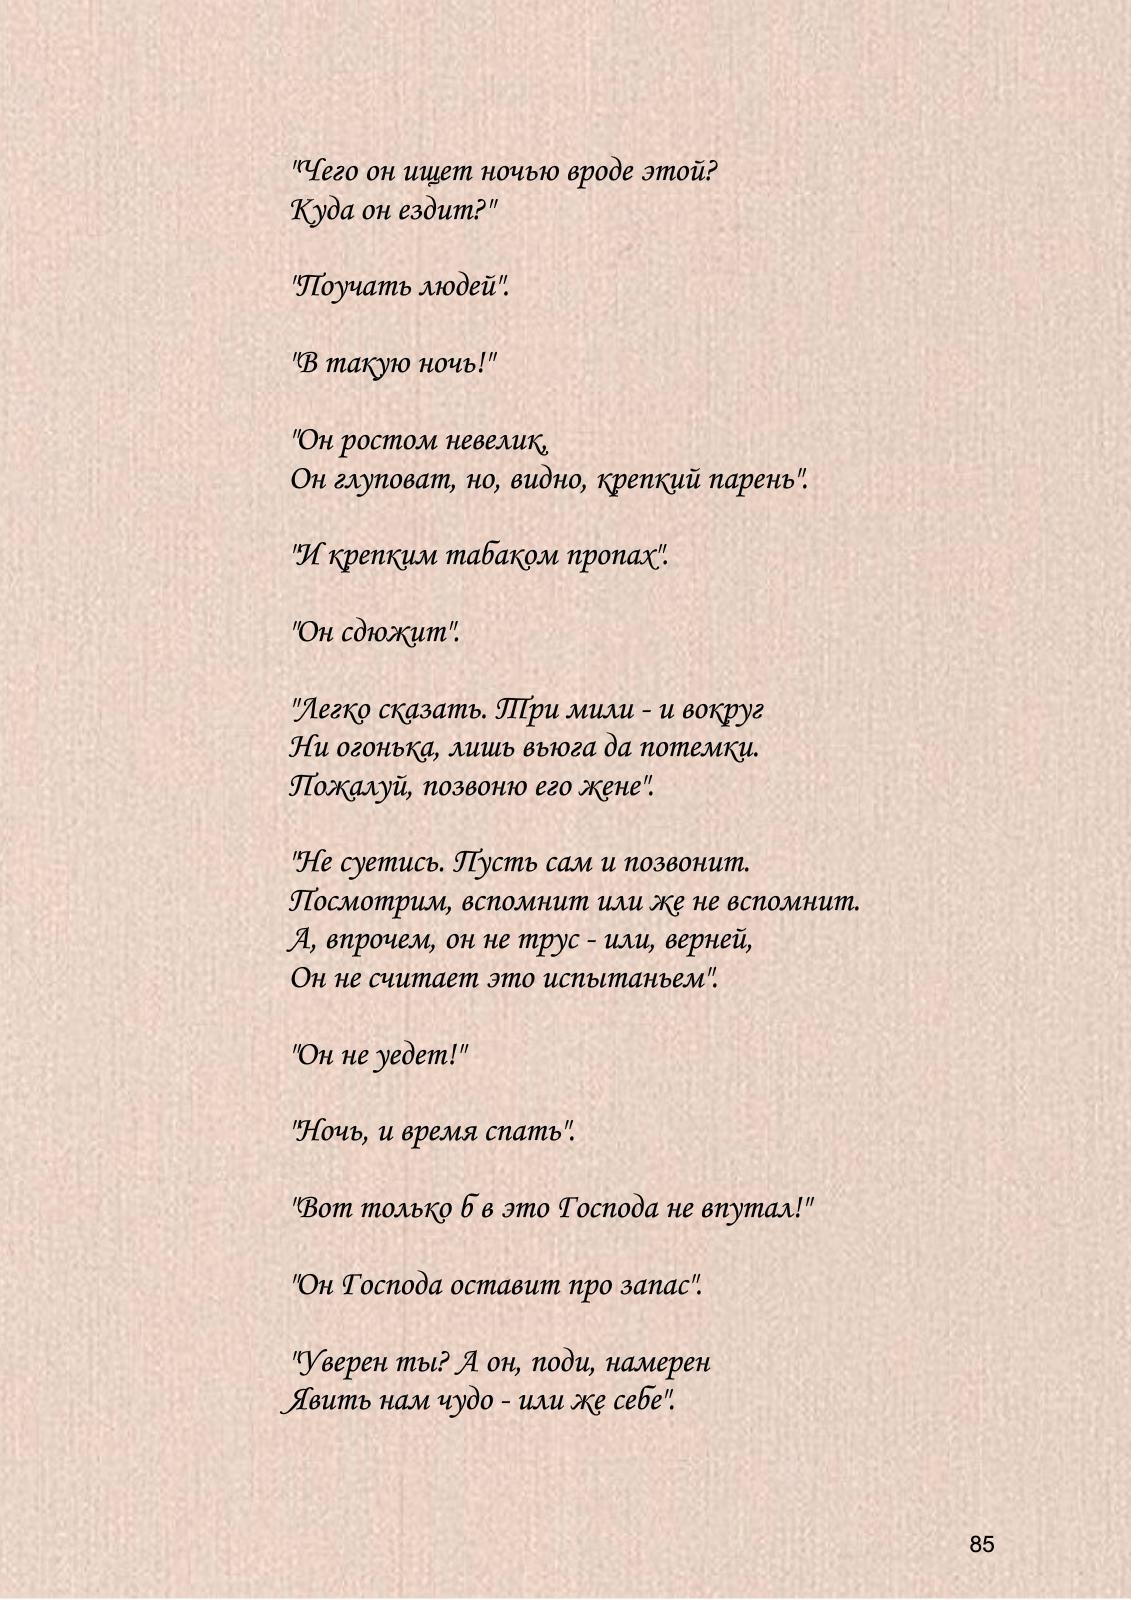 "Чего он ищет ночью вроде этой?
Куда он ездит?"
"Поучать людей".
"В такую ночь!"
"Он ростом невелик,
Он глуповат, но, видно, крепкий парень".
"И крепким табаком пропах".
"Он сдюжит".
"Легко сказать. Три мили - и вокруг
Ни огонька, лишь вьюга да потемки.
Пожалуй, позвоню его жене".
"Не суетись. Пусть сам и позвонит.
Посмотрим, вспомнит или же не вспомнит.
А, впрочем, он не трус - или, верней,
Он не считает это испытаньем".
"Он не уедет!"
"Ночь, и время спать".
"Вот только б в это Господа не впутал!"
"Он Господа оставит про запас".
"Уверен ты? А он, поди, намерен
Явить нам чудо - или же себе".
85